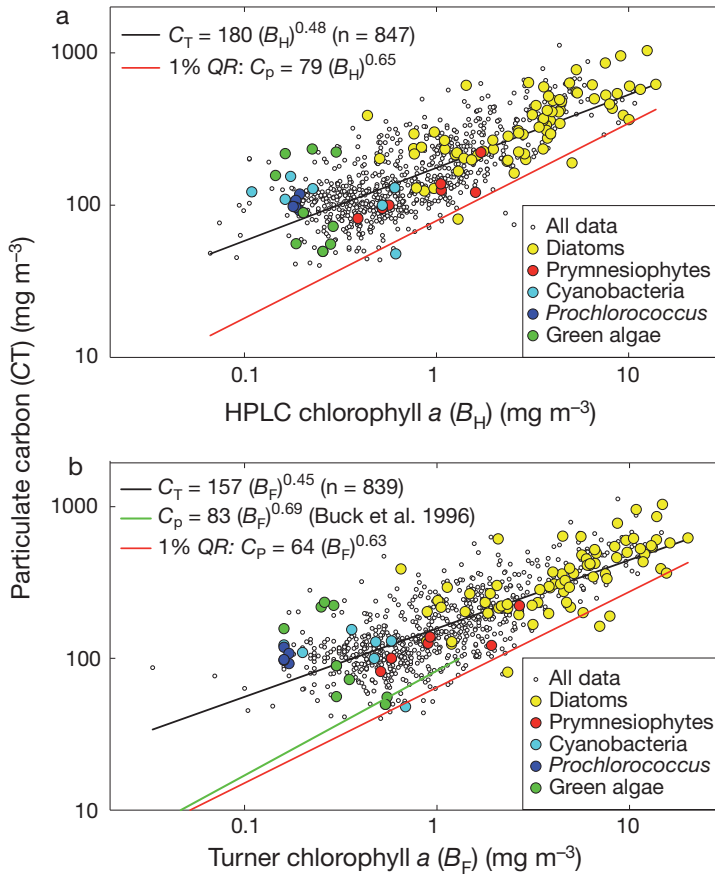 a
C_T = 180 (B_H)^0.48 (n = 847)
1% QR: C_p = 79 (B_H)^0.65
1000
100
10
All data
Diatoms
Prymnesiophytes
Cyanobacteria
Prochlorococcus
Green algae
0.1 1 10
HPLC chlorophyll a (B_H) (mg m^–3)
Particulate carbon (CT) (mg m^–3)
b
C_T = 157 (B_F)^0.45 (n = 839)
C_p = 83 (B_F)^0.69 (Buck et al. 1996)
1% QR: C_P = 64 (B_F)^0.63
1000
100
10
All data
Diatoms
Prymnesiophytes
Cyanobacteria
Prochlorococcus
Green algae
0.1 1 10
Turner chlorophyll a (B_F) (mg m^–3)